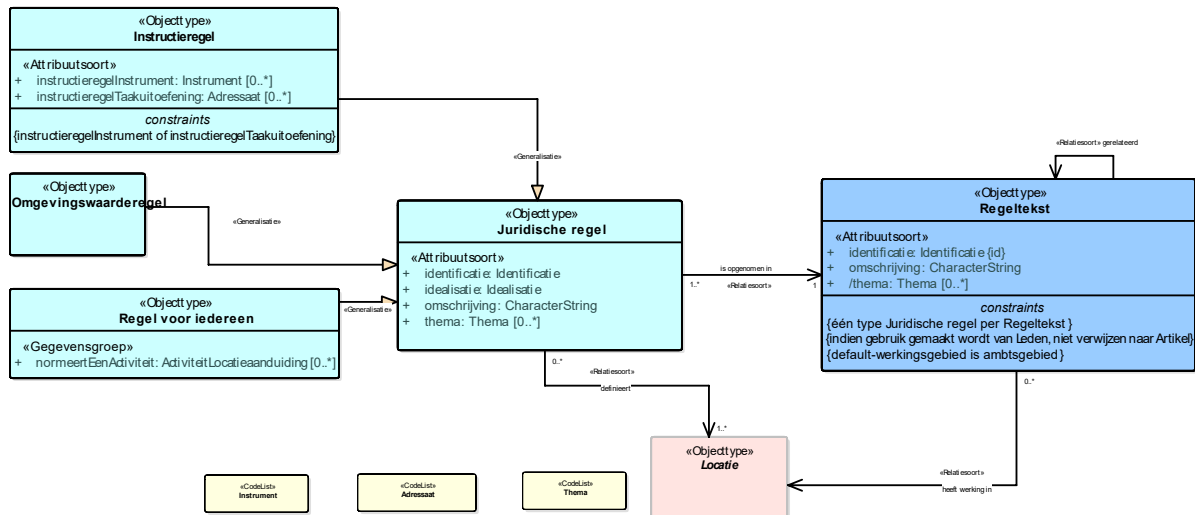 «Objecttype»
Instructieregel
«Attribuutsoort»
+ instructieregelInstrument: Instrument [0..*]
+ instructieregelTaakuitoefening: Adressaat [0..*]
constraints
{instructieregelInstrument of instructieregelTaakuitoefening}
«Generalisatie»
«Objecttype»
Omgevingswaarderegel
«Generalisatie»
«Objecttype»
Regel voor iedereen
«Gegevensgroep»
+ normeertEenActiviteit: ActiviteitLocatieaanduiding [0..*]
«Generalisatie»
«Objecttype»
Juridische regel
«Attribuutsoort»
+ identificatie: Identificatie
+ idealisatie: Idealisatie
+ omschrijving: CharacterString
+ thema: Thema [0..*]
is opgenomen in
1..* «Relatiesoort» 1
«Relatiesoort» gerelateerd
«Objecttype»
Regeltekst
«Attribuutsoort»
+ identificatie: Identificatie {id}
+ omschrijving: CharacterString
+ /thema: Thema [0..*]
constraints
{één type Juridische regel per Regeltekst}
{indien gebruik gemaakt wordt van Leden, niet verwijzen naar Artikel}
{default-werkingsgebied is ambtsgebied}
0..*
«Relatiesoort»
definieert
1..*
0..*
«Relatiesoort»
heeft werking in
«Objecttype»
Locatie
«CodeList»
Instrument
«CodeList»
Adressaat
«CodeList»
Thema